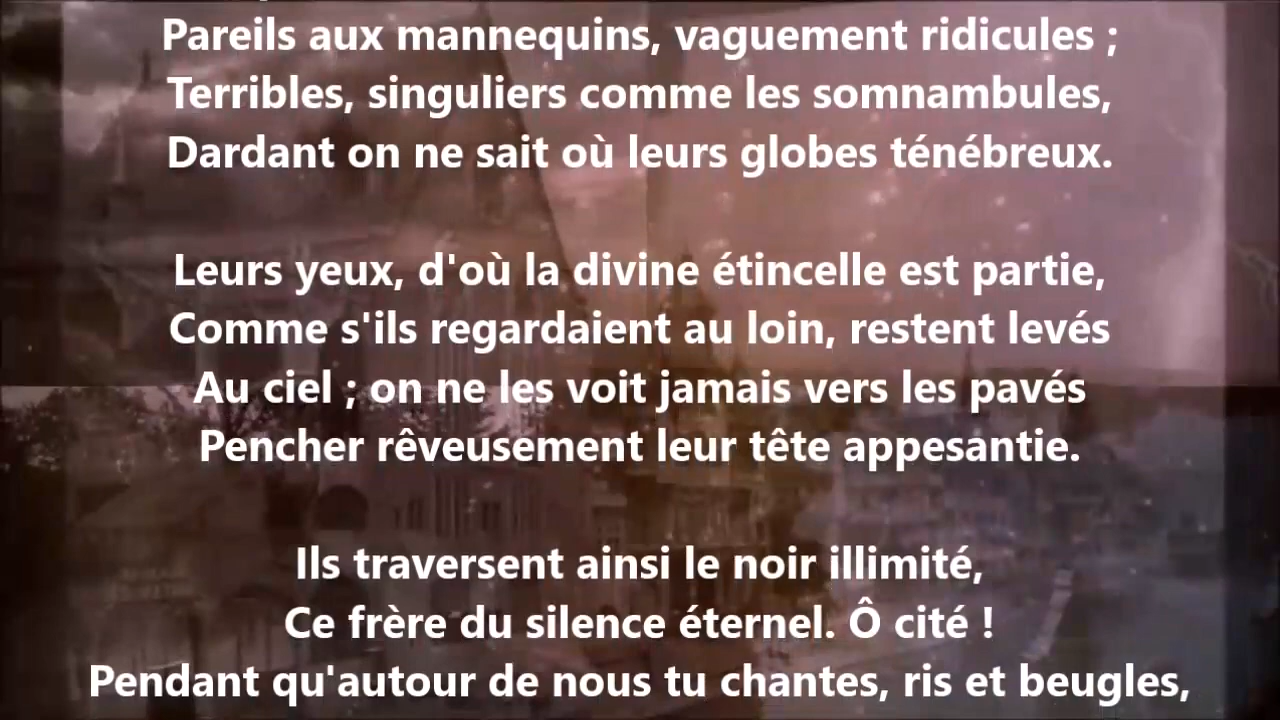 Pareils aux mannequins, vaguement ridicules ;
Terribles, singuliers comme les somnambules,
Dardant on ne sait où leurs globes ténébreux.
Leurs yeux, d'où la divine étincelle est partie,
Comme s'ils regardaient au loin, restent levés
Au ciel ; on ne les voit jamais vers les pavés
Pencher rêveusement leur tête appesantie.
Ils traversent ainsi le noir illimité,
Ce frère du silence éternel. Ô cité !
Pendant qu'autour de nous tu chantes, ris et beugles,